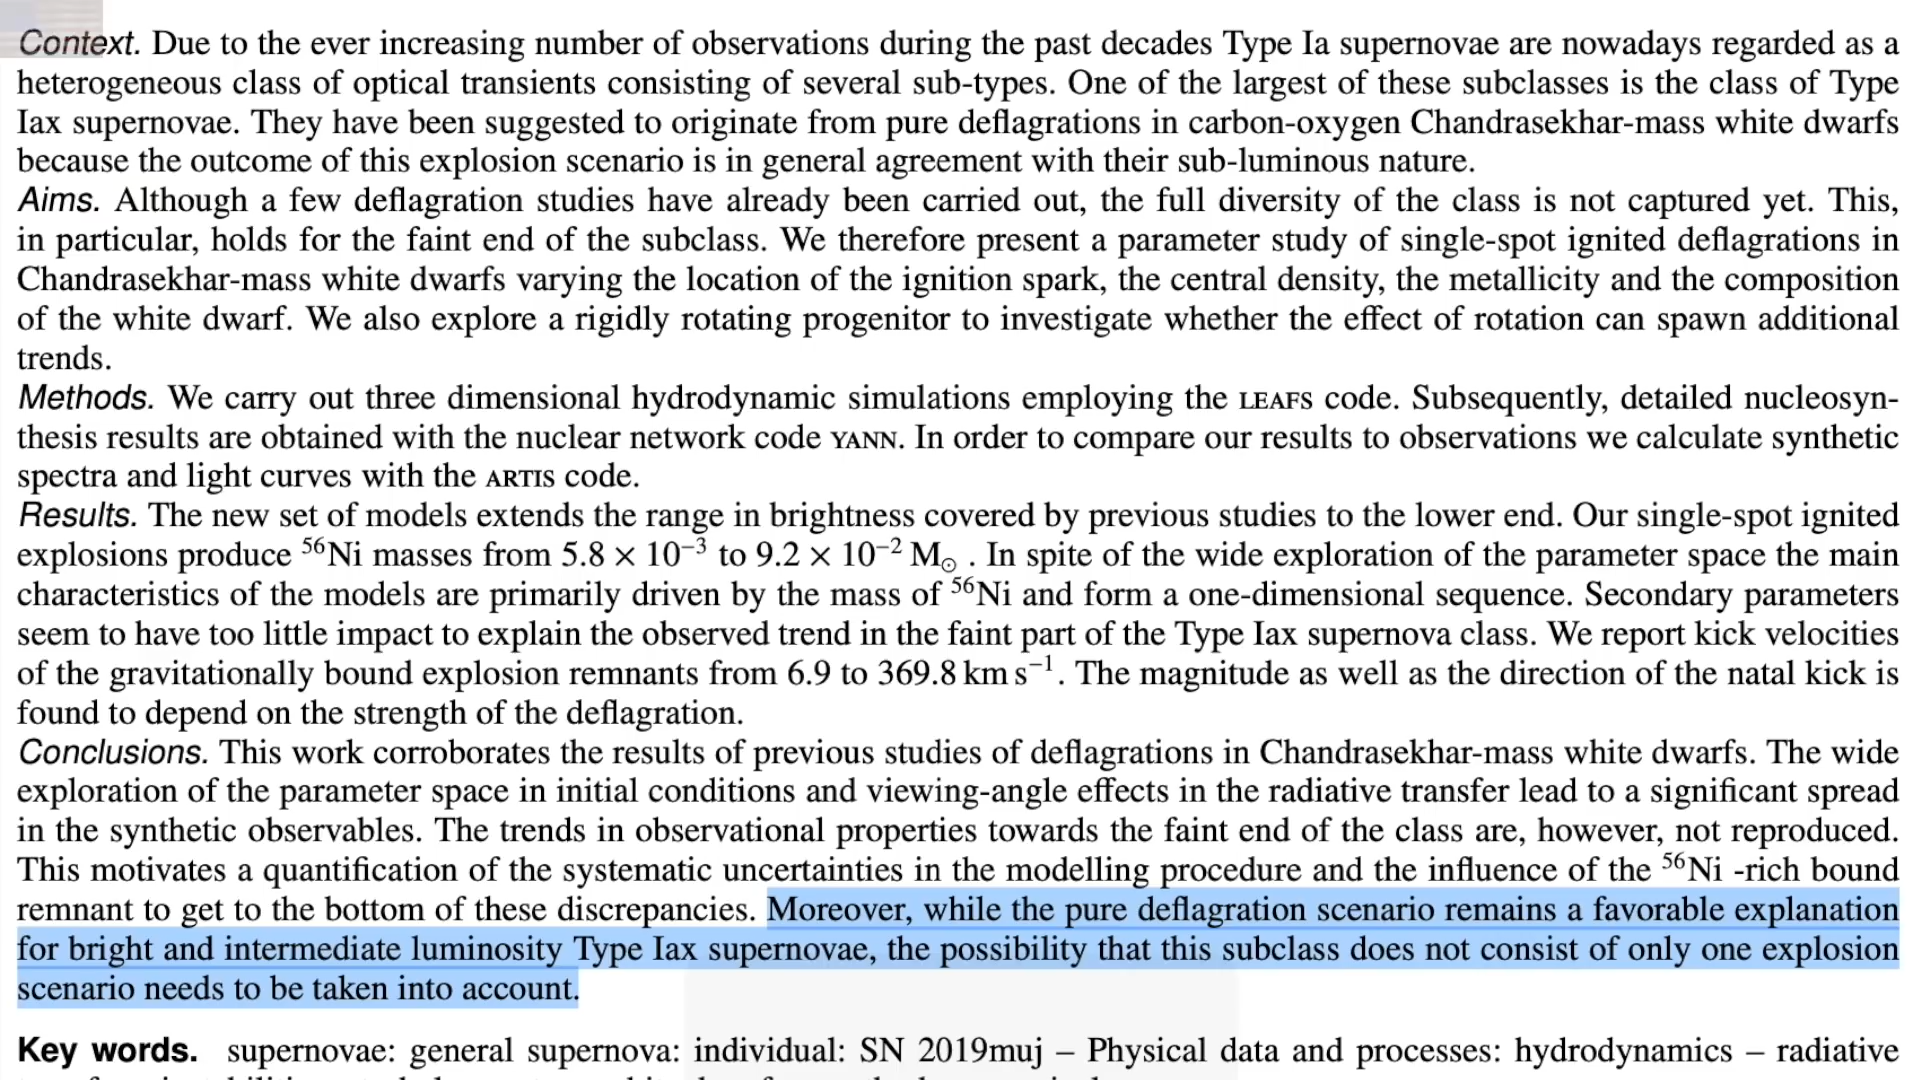 Context. Due to the ever increasing number of observations during the past decades Type Ia supernovae are nowadays regarded as a
heterogeneous class of optical transients consisting of several sub-types. One of the largest of these subclasses is the class of Type
Iax supernovae. They have been suggested to originate from pure deflagrations in carbon-oxygen Chandrasekhar-mass white dwarfs
because the outcome of this explosion scenario is in general agreement with their sub-luminous nature.
Aims. Although a few deflagration studies have already been carried out, the full diversity of the class is not captured yet. This,
in particular, holds for the faint end of the subclass. We therefore present a parameter study of single-spot ignited deflagrations in
Chandrasekhar-mass white dwarfs varying the location of the ignition spark, the central density, the metallicity and the composition
of the white dwarf. We also explore a rigidly rotating progenitor to investigate whether the effect of rotation can spawn additional
trends.
Methods. We carry out three dimensional hydrodynamic simulations employing the LEAFS code. Subsequently, detailed nucleosyn-
thesis results are obtained with the nuclear network code YANN. In order to compare our results to observations we calculate synthetic
spectra and light curves with the ARTIS code.
Results. The new set of models extends the range in brightness covered by previous studies to the lower end. Our single-spot ignited
explosions produce ⁵⁶Ni masses from 5.8 × 10⁻³ to 9.2 × 10⁻² M☉ . In spite of the wide exploration of the parameter space the main
characteristics of the models are primarily driven by the mass of ⁵⁶Ni and form a one-dimensional sequence. Secondary parameters
seem to have too little impact to explain the observed trend in the faint part of the Type Iax supernova class. We report kick velocities
of the gravitationally bound explosion remnants from 6.9 to 369.8 km s⁻¹. The magnitude as well as the direction of the natal kick is
found to depend on the strength of the deflagration.
Conclusions. This work corroborates the results of previous studies of deflagrations in Chandrasekhar-mass white dwarfs. The wide
exploration of the parameter space in initial conditions and viewing-angle effects in the radiative transfer lead to a significant spread
in the synthetic observables. The trends in observational properties towards the faint end of the class are, however, not reproduced.
This motivates a quantification of the systematic uncertainties in the modelling procedure and the influence of the ⁵⁶Ni -rich bound
remnant to get to the bottom of these discrepancies. Moreover, while the pure deflagration scenario remains a favorable explanation
for bright and intermediate luminosity Type Iax supernovae, the possibility that this subclass does not consist of only one explosion
scenario needs to be taken into account.
Key words. supernovae: general supernova: individual: SN 2019muj – Physical data and processes: hydrodynamics – radiative